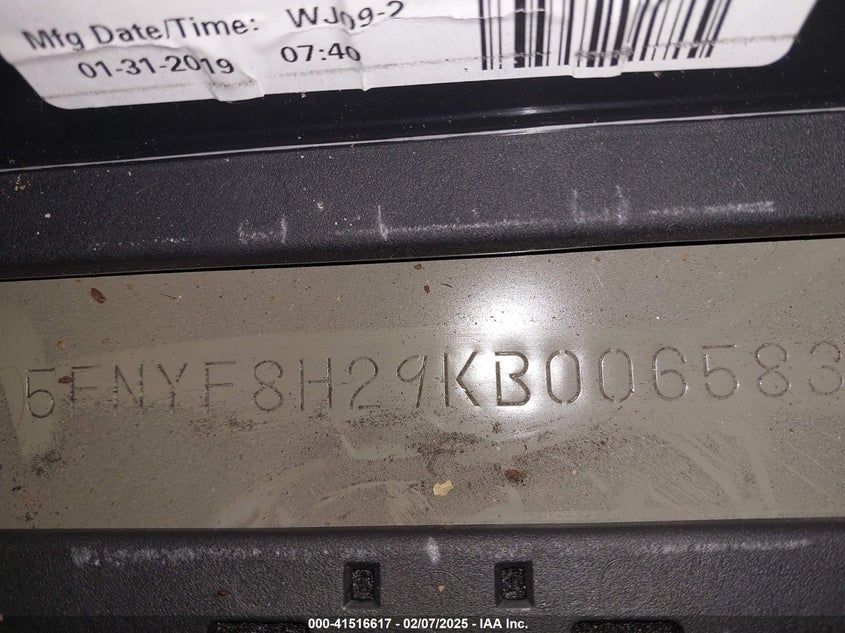 Mfg Date/Time: WJ09-2
01-31-2019 07:40
5FNYF8H29KB006583
000-41516617 - 02/07/2025 - IAA Inc.